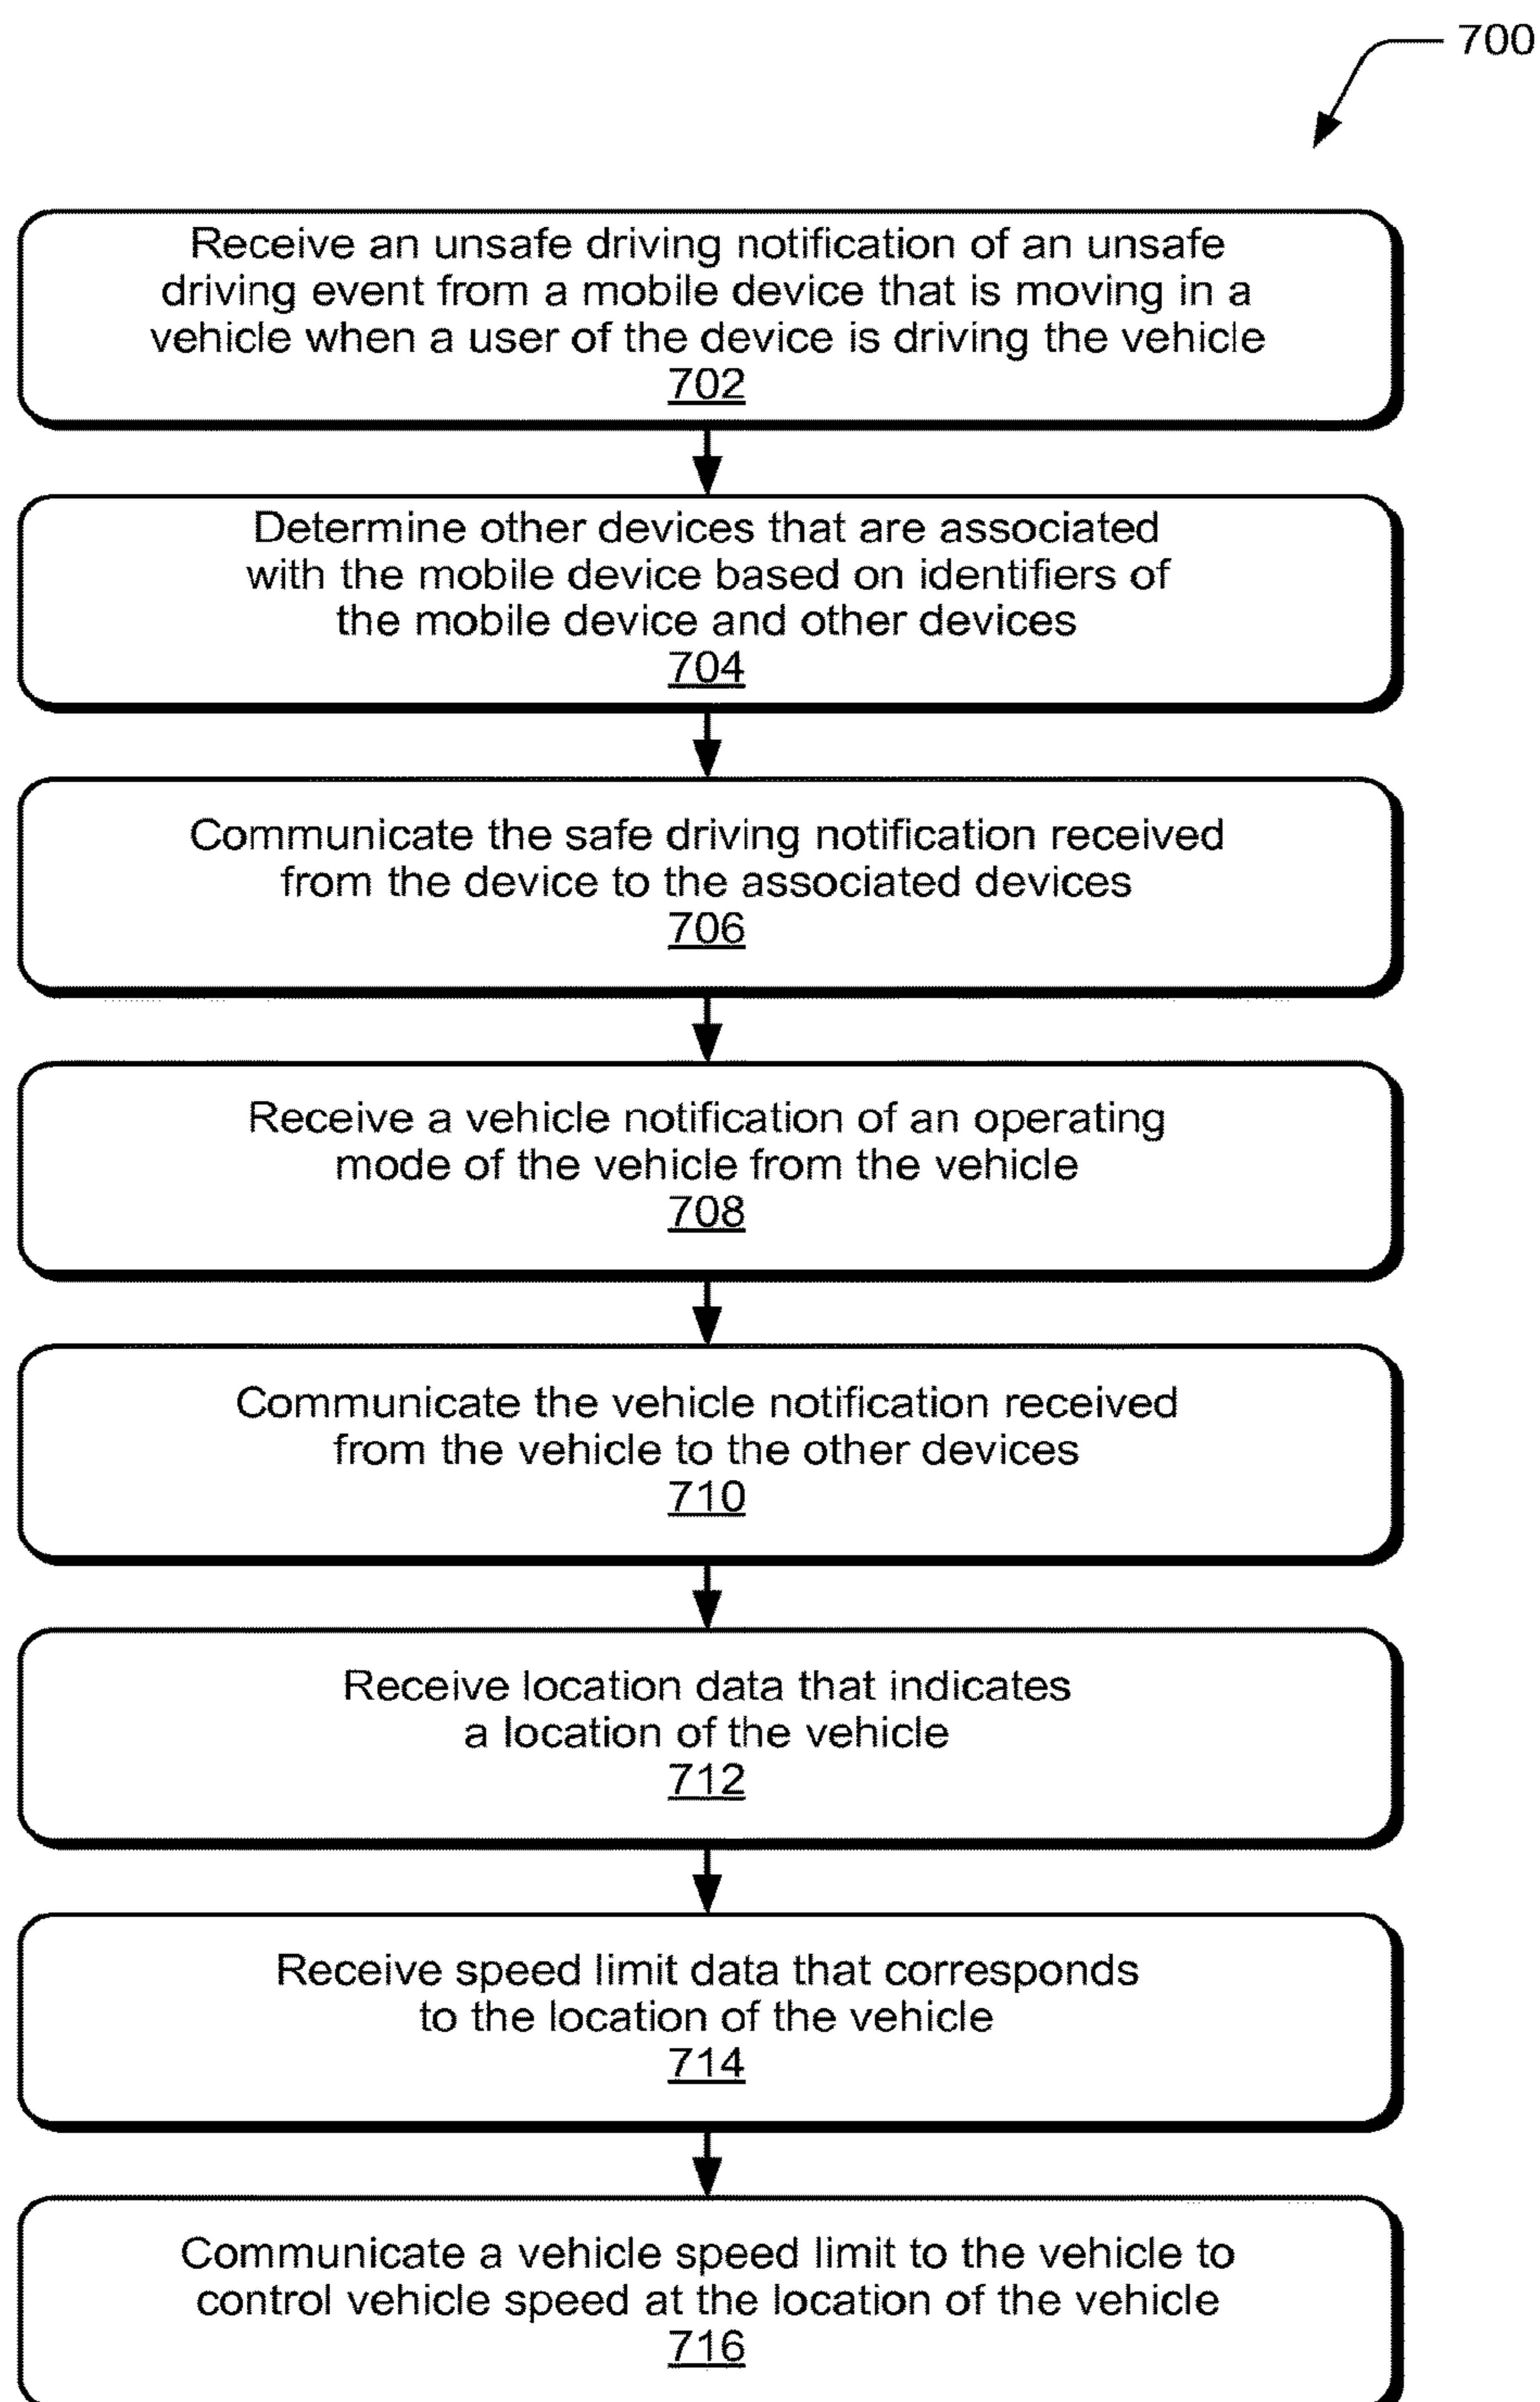 700
Receive an unsafe driving notification of an unsafe
driving event from a mobile device that is moving in a
vehicle when a user of the device is driving the vehicle
702
Determine other devices that are associated
with the mobile device based on identifiers of
the mobile device and other devices
704
Communicate the safe driving notification received
from the device to the associated devices
706
Receive a vehicle notification of an operating
mode of the vehicle from the vehicle
708
Communicate the vehicle notification received
from the vehicle to the other devices
710
Receive location data that indicates
a location of the vehicle
712
Receive speed limit data that corresponds
to the location of the vehicle
714
Communicate a vehicle speed limit to the vehicle to
control vehicle speed at the location of the vehicle
716